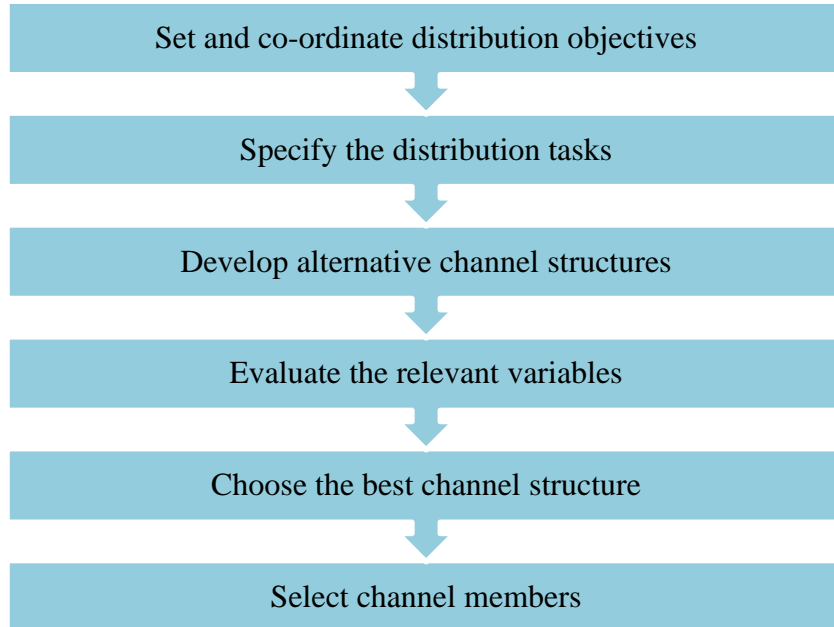 Set and co-ordinate distribution objectives
Specify the distribution tasks
Develop alternative channel structures
Evaluate the relevant variables
Choose the best channel structure
Select channel members